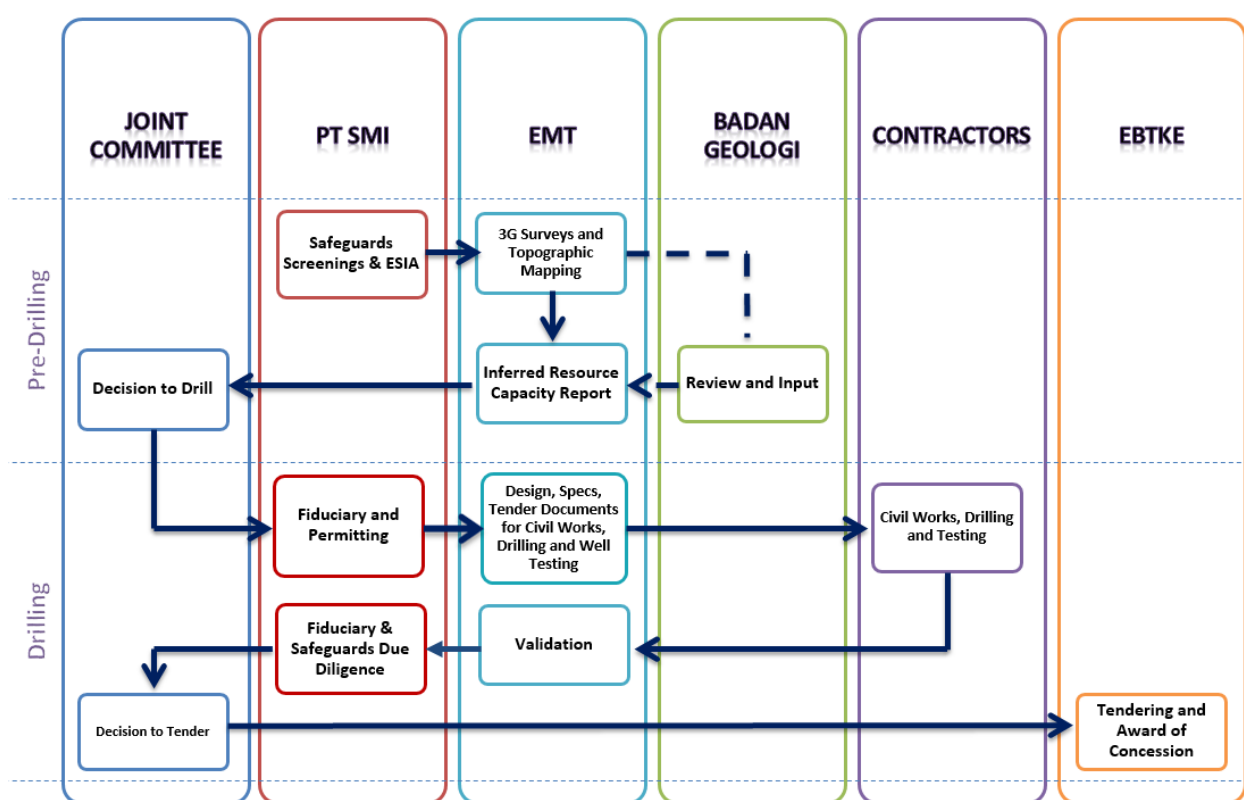 JOINT
COMMITTEE
PT SMI
EMT
BADAN
GEOLOGI
CONTRACTORS
EBTKE
Pre-Drilling
Safeguards
Screenings & ESIA
3G Surveys and
Topographic
Mapping
Decision to Drill
Inferred Resource
Capacity Report
Review and Input
Drilling
Fiduciary and
Permitting
Design, Specs,
Tender Documents
for Civil Works,
Drilling and Well
Testing
Civil Works, Drilling
and Testing
Fiduciary &
Safeguards Due
Diligence
Validation
Decision to Tender
Tendering and
Award of
Concession